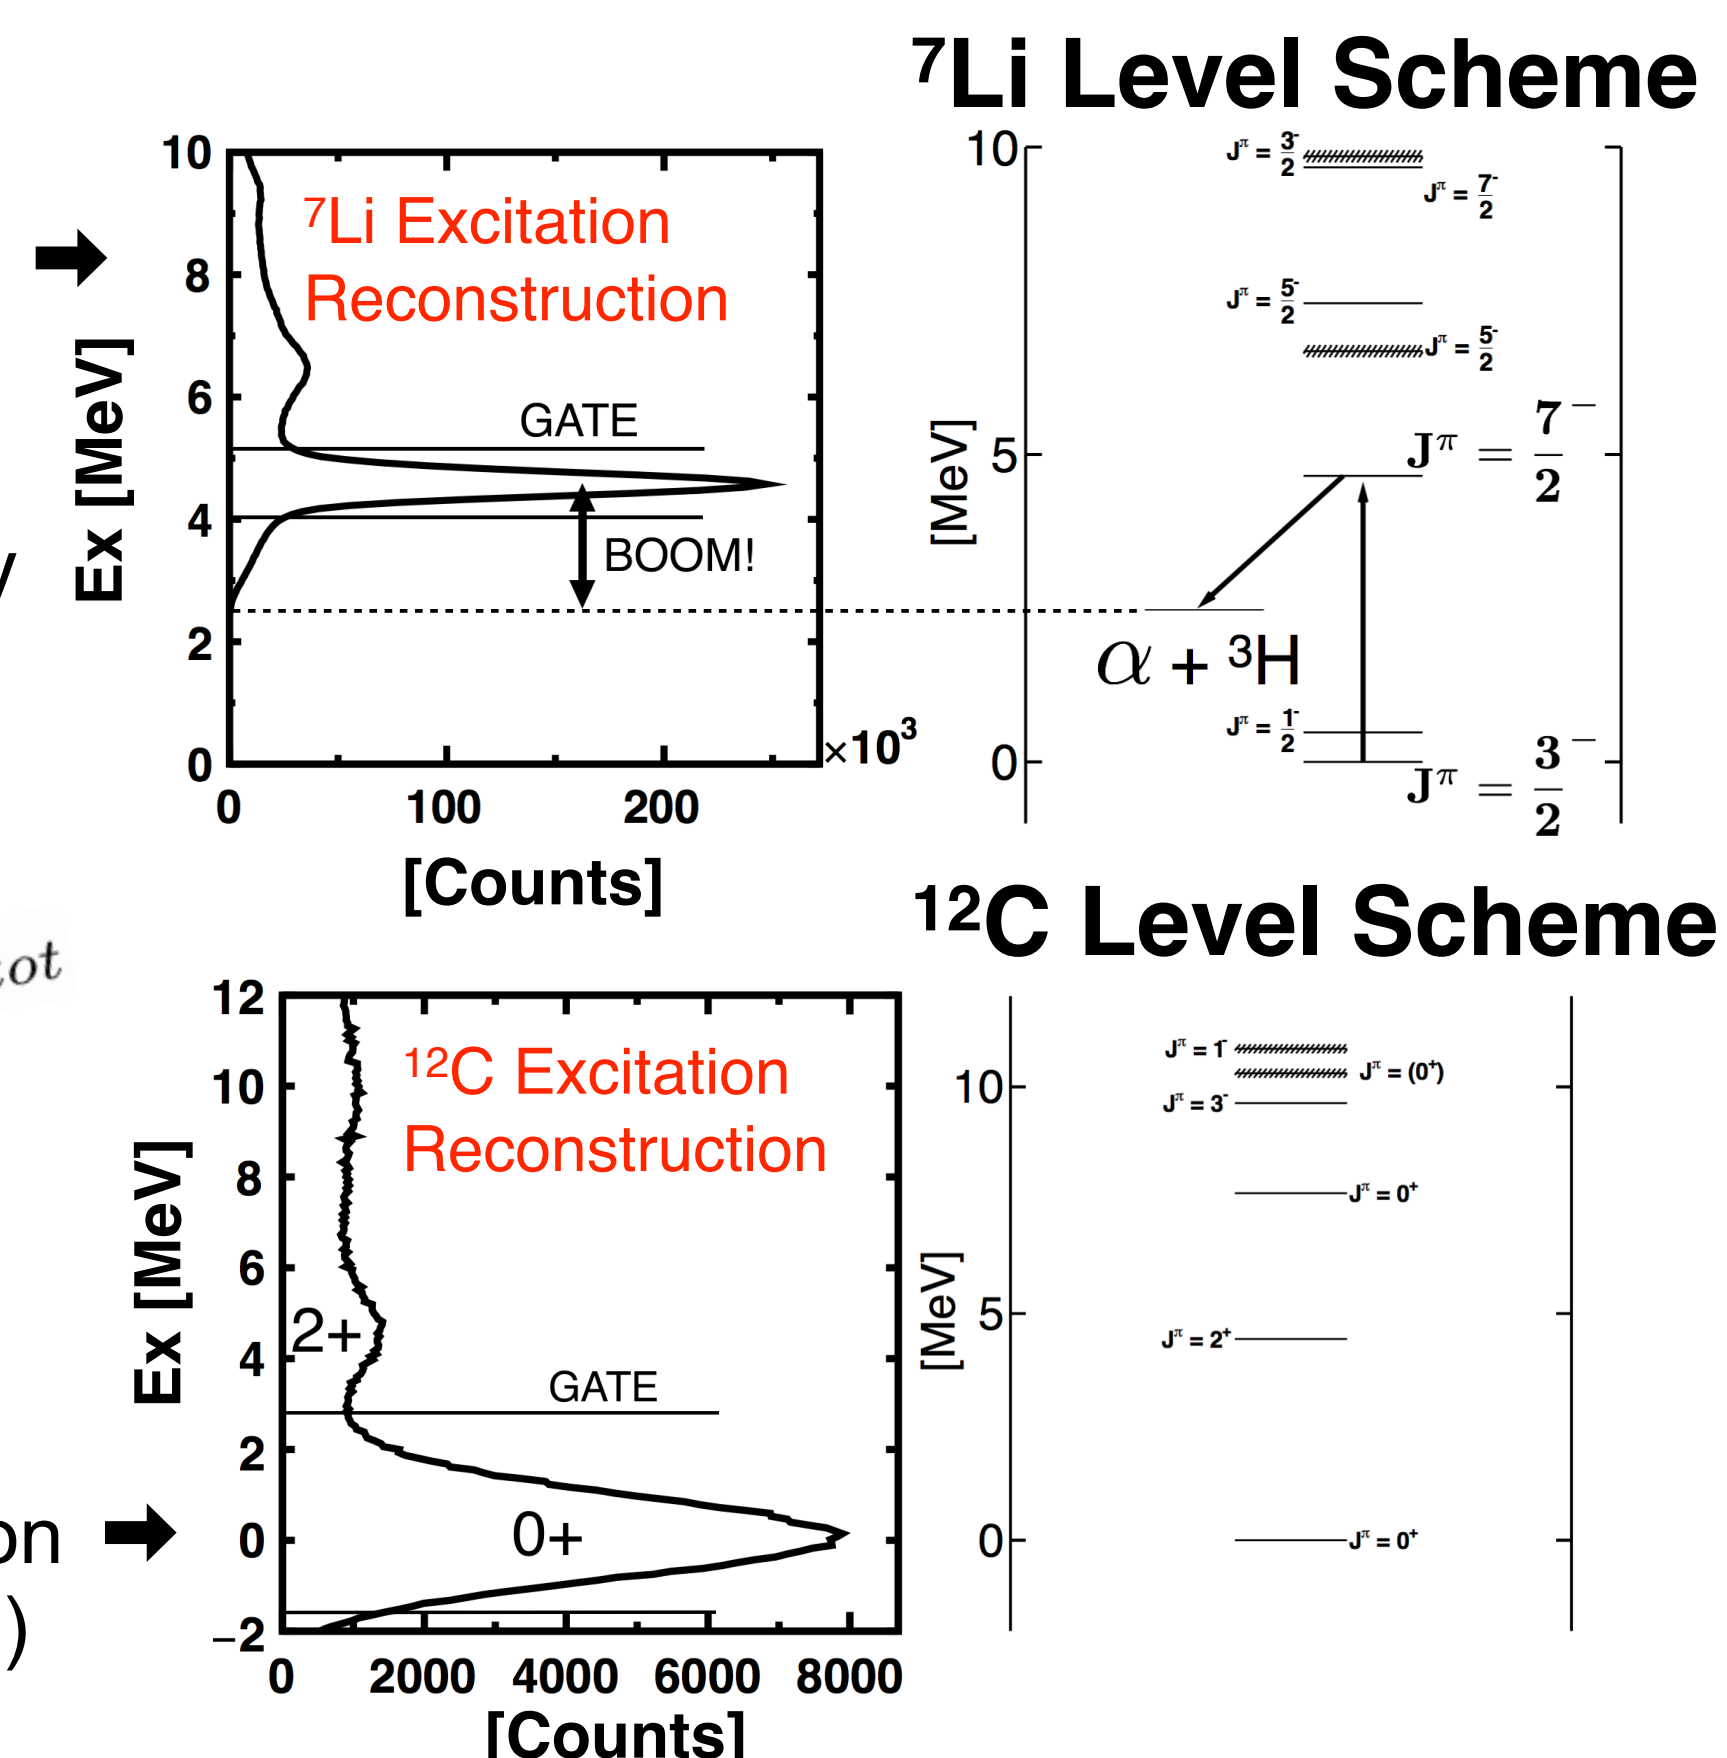 ⁷Li Level Scheme
10
8
6
4
2
0
Ex [MeV]
⁷Li Excitation
Reconstruction
GATE
BOOM!
×10³
0 100 200
[Counts]
10
5
0
[MeV]
Jπ = 3/2⁻
Jπ = 7/2⁻
Jπ = 5/2⁻
Jπ = 5/2⁻
Jπ = 7/2⁻
α + ³H
Jπ = 1/2⁻
Jπ = 3/2⁻
¹²C Level Scheme
12
10
8
6
4
2
0
−2
Ex [MeV]
¹²C Excitation
Reconstruction
2+
GATE
0+
0 2000 4000 6000 8000
[Counts]
10
5
0
[MeV]
Jπ = 1⁻
Jπ = (0⁺)
Jπ = 3⁻
Jπ = 0⁺
Jπ = 2⁺
Jπ = 0⁺
y
ot
on
)